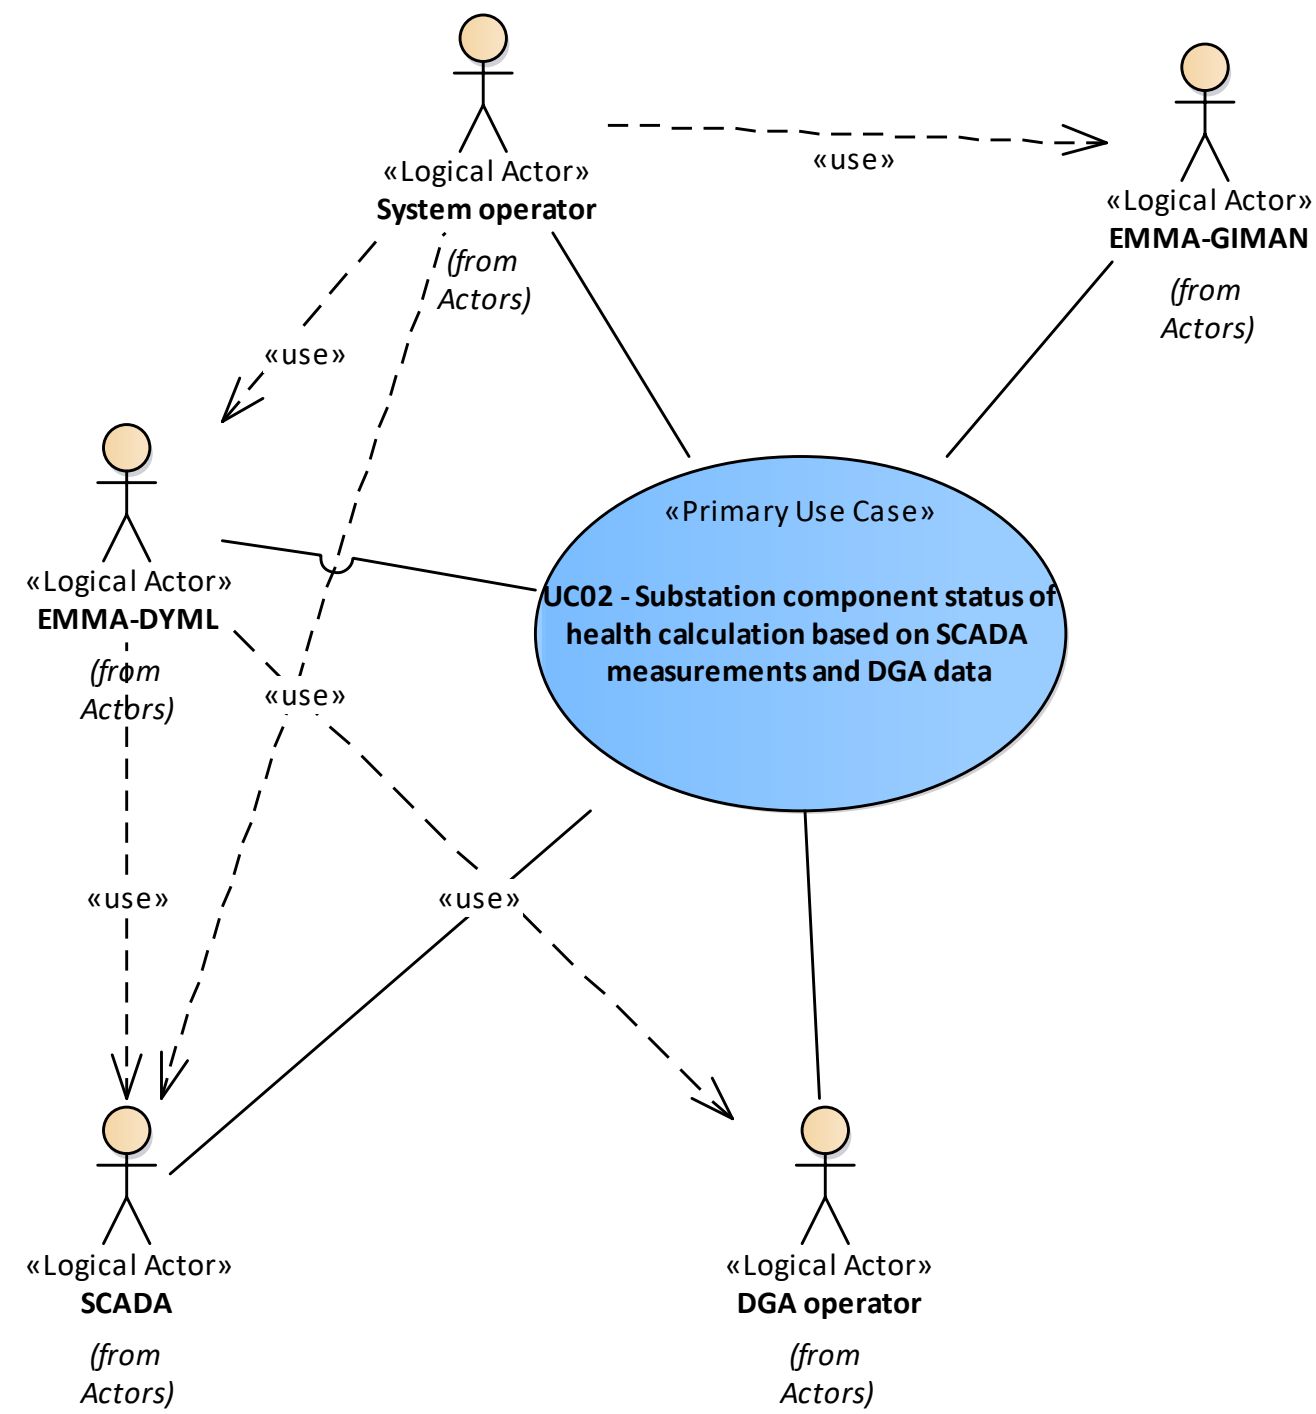 «Logical Actor»
System operator
(from
Actors)
«use»
«Logical Actor»
EMMA-GIMAN
(from
Actors)
«use»
«Primary Use Case»
UC02 - Substation component status of
health calculation based on SCADA
measurements and DGA data
«Logical Actor»
EMMA-DYML
(from
Actors)
«use»
«use»
«use»
«Logical Actor»
SCADA
(from
Actors)
«Logical Actor»
DGA operator
(from
Actors)